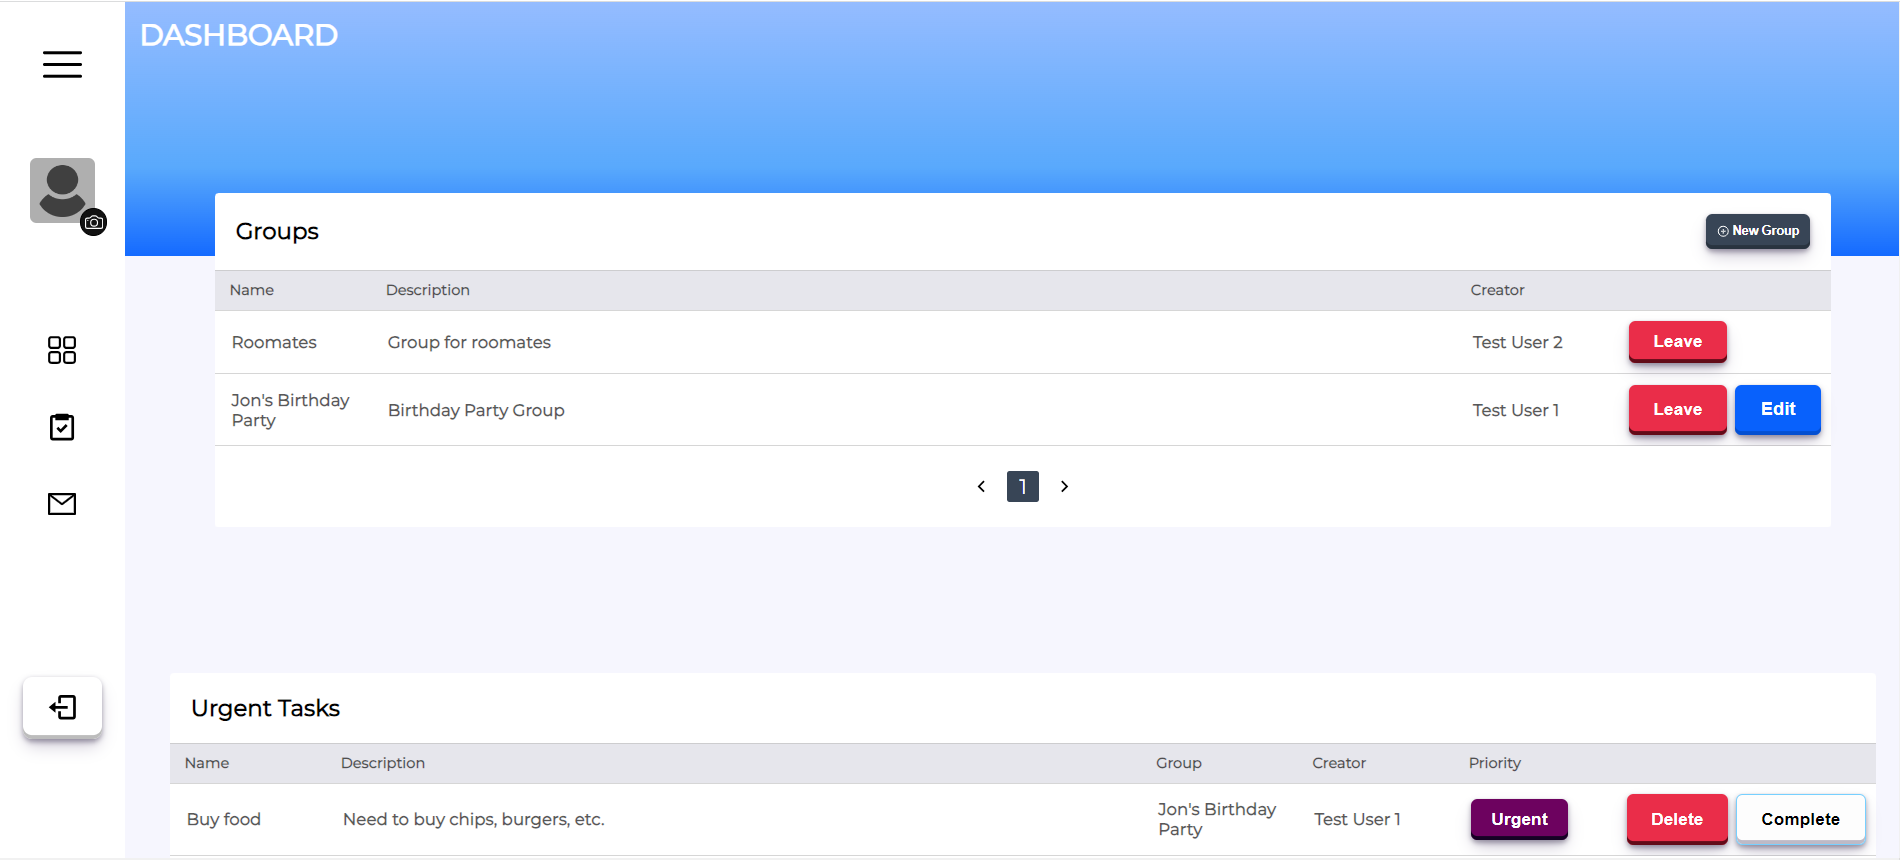 DASHBOARD
Groups
New Group
Name Description Creator
Roomates Group for roomates Test User 2 Leave
Jon's Birthday
Party Birthday Party Group Test User 1 Leave Edit
1
Urgent Tasks
Name Description Group Creator Priority
Buy food Need to buy chips, burgers, etc. Jon's Birthday
Party Test User 1 Urgent Delete Complete